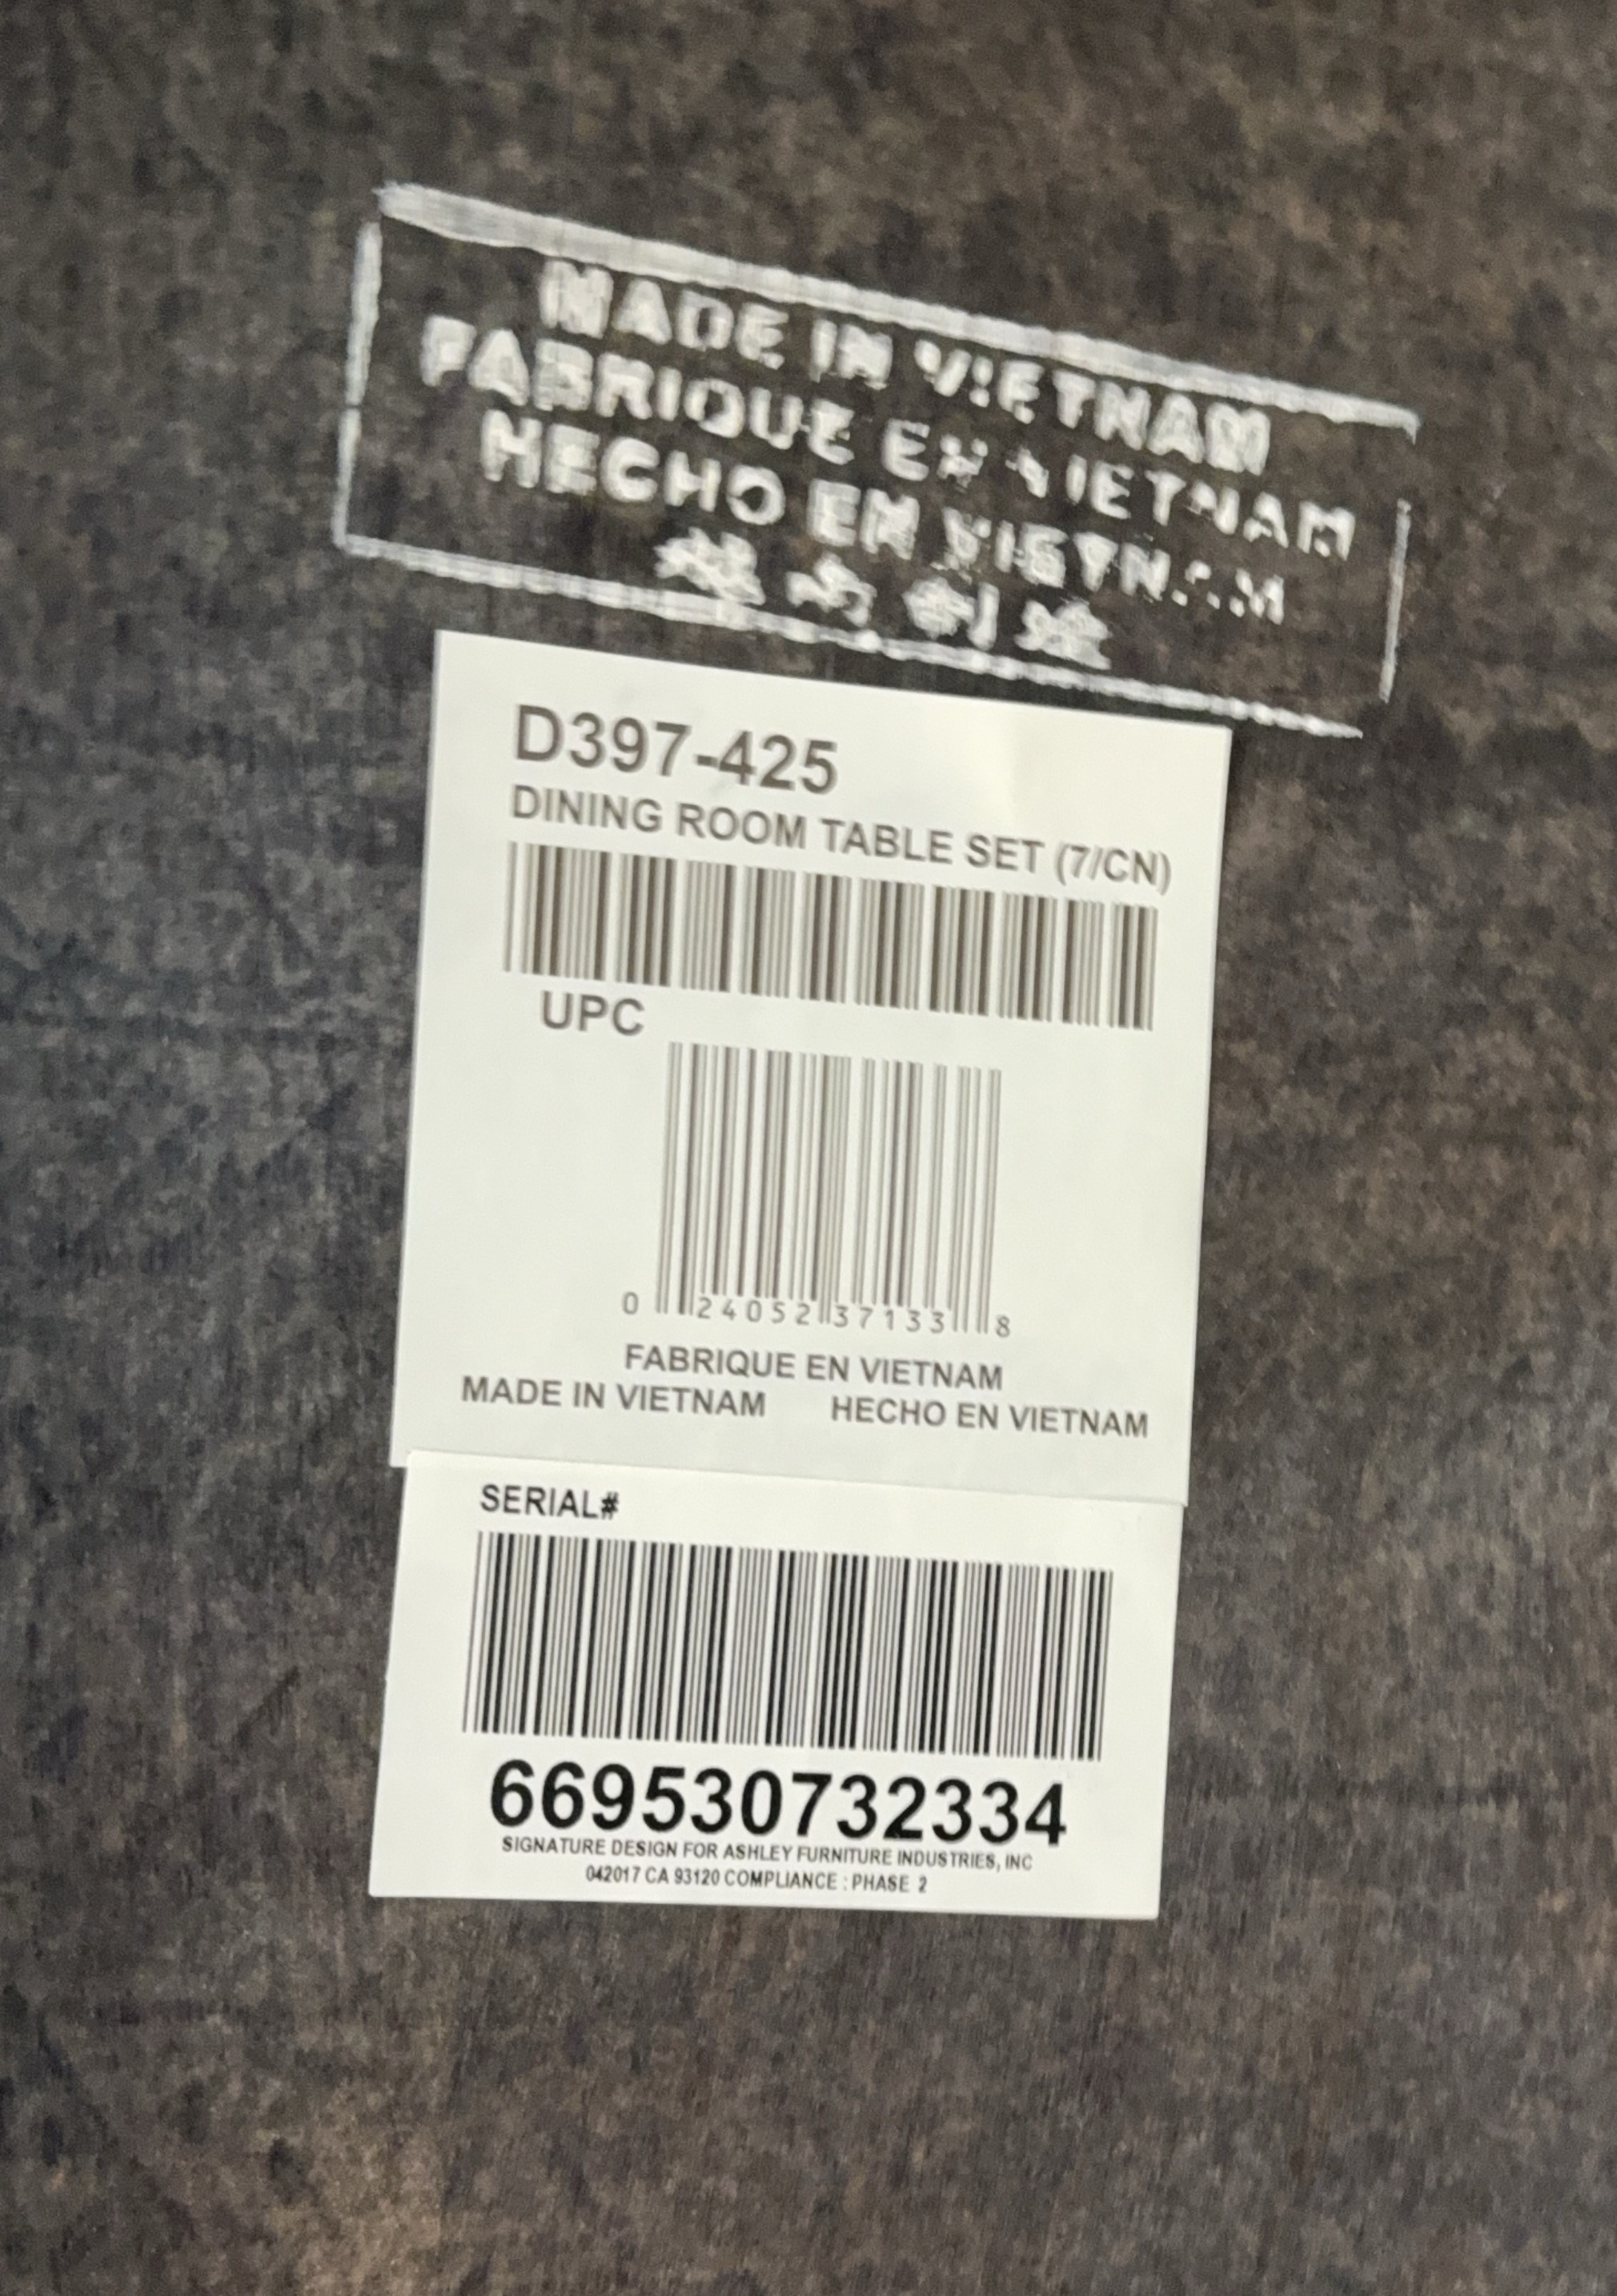 MADE IN VIETNAM
FABRIQUE EN VIETNAM
HECHO EN VIETNAM
越南制造
D397-425
DINING ROOM TABLE SET (7/CN)
UPC
0 24052 37133 8
FABRIQUE EN VIETNAM
MADE IN VIETNAM HECHO EN VIETNAM
SERIAL#
669530732334
SIGNATURE DESIGN FOR ASHLEY FURNITURE INDUSTRIES, INC
042017 CA 93120 COMPLIANCE : PHASE 2